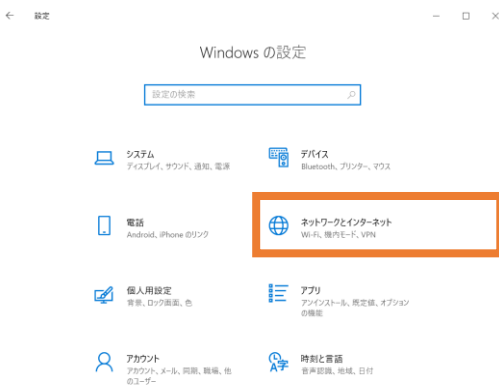 設定
Windows の設定
設定の検索
システム
ディスプレイ、サウンド、通知、電源
デバイス
Bluetooth、プリンター、マウス
電話
Android、iPhone のリンク
ネットワークとインターネット
Wi-Fi、機内モード、VPN
個人用設定
背景、ロック画面、色
アプリ
アンインストール、既定値、オプション
の機能
アカウント
アカウント、メール、同期、職場、他
のユーザー
時刻と言語
音声認識、地域、日付
A字